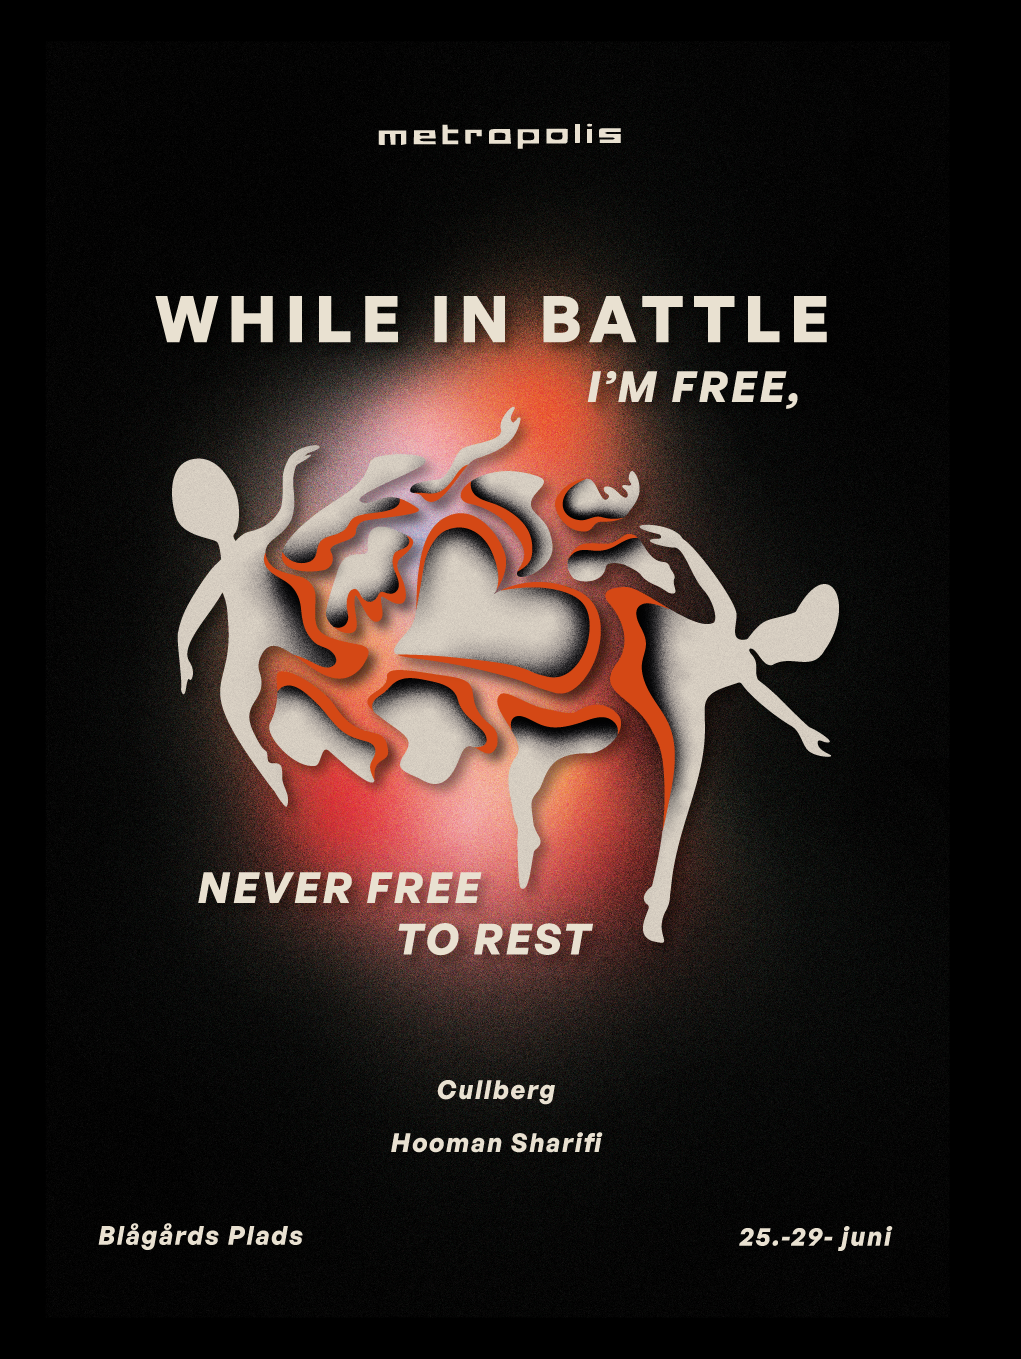 metropolis
WHILE IN BATTLE
I’M FREE,
NEVER FREE
TO REST
Cullberg
Hooman Sharifi
Blågårds Plads
25.-29- juni